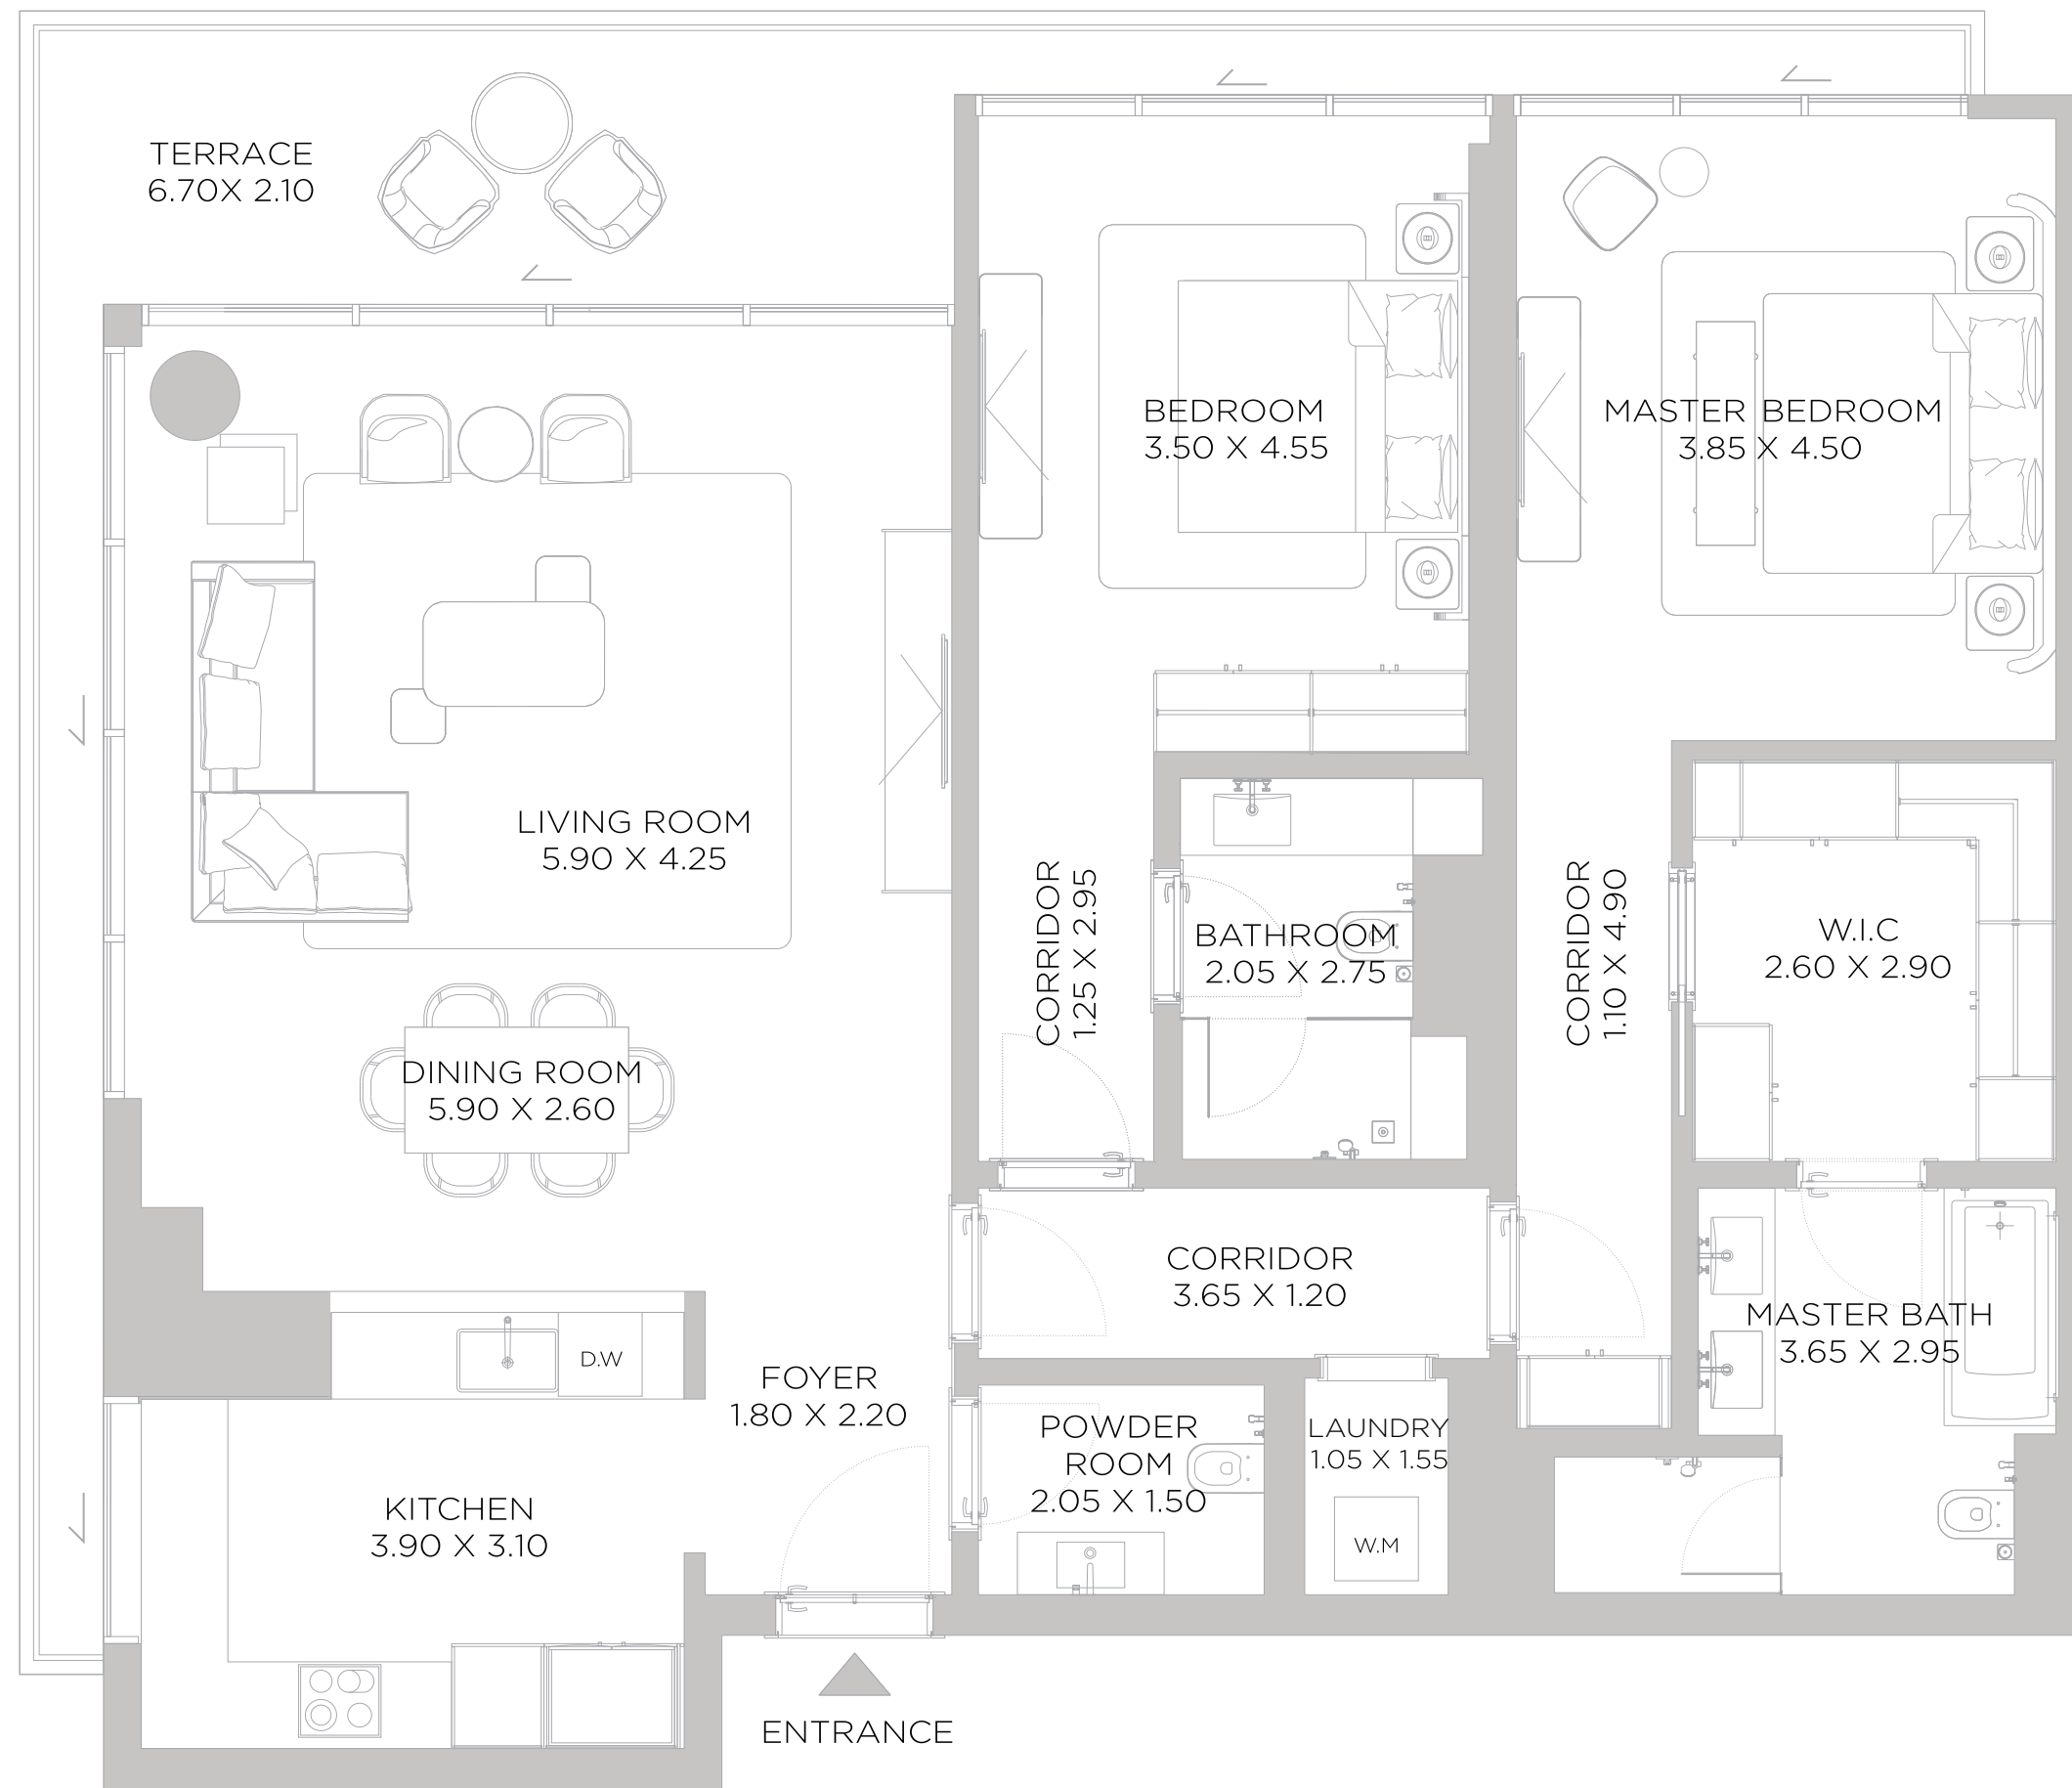 TERRACE
6.70X 2.10
BEDROOM
3.50 X 4.55
MASTER BEDROOM
3.85 X 4.50
LIVING ROOM
5.90 X 4.25
CORRIDOR
1.25 X 2.95
BATHROOM
2.05 X 2.75
CORRIDOR
1.10 X 4.90
W.I.C
2.60 X 2.90
DINING ROOM
5.90 X 2.60
CORRIDOR
3.65 X 1.20
MASTER BATH
3.65 X 2.95
D.W
FOYER
1.80 X 2.20
POWDER
ROOM
2.05 X 1.50
LAUNDRY
1.05 X 1.55
W.M
KITCHEN
3.90 X 3.10
ENTRANCE